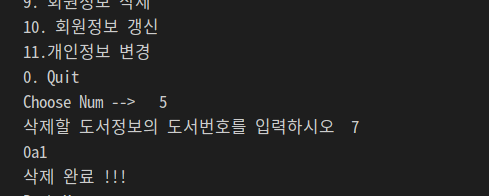 9. 회원정보 삭제
10. 회원정보 갱신
11.개인정보 변경
0. Quit
Choose Num -->   5
삭제할 도서정보의 도서번호를 입력하시오  7
0a1
삭제 완료 !!!